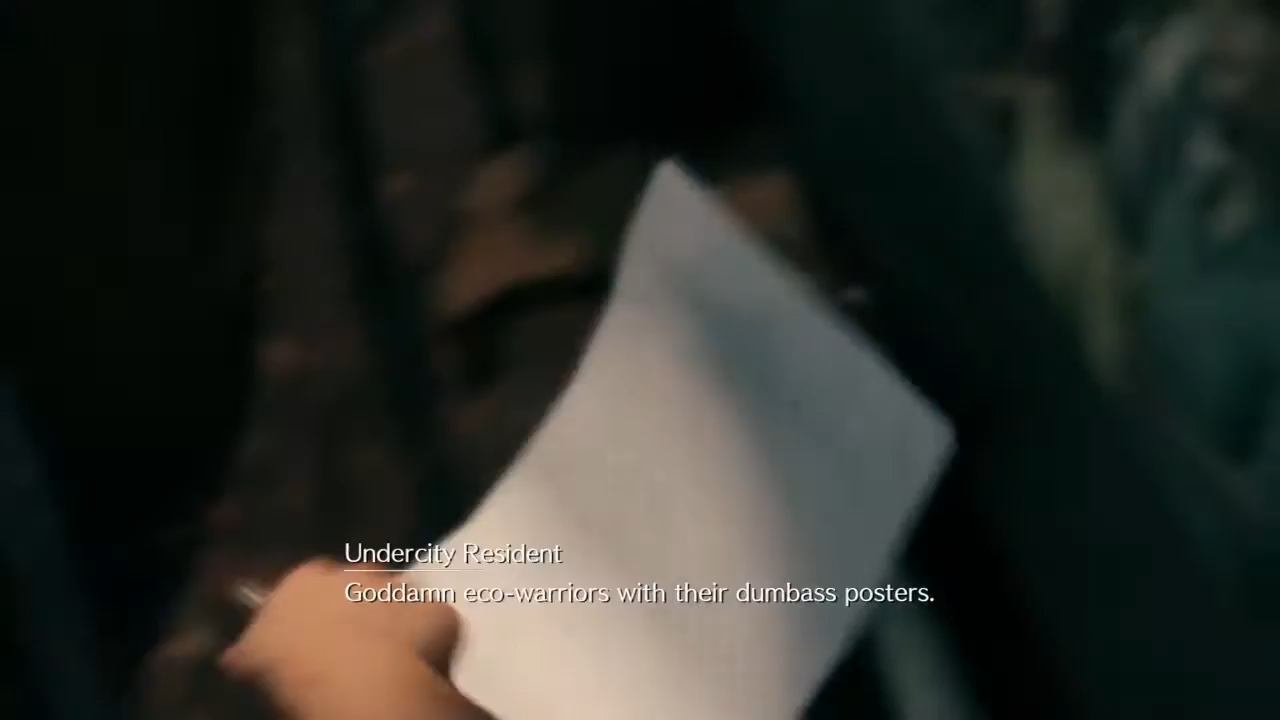 Undercity Resident
Goddamn eco-warriors with their dumbass posters.